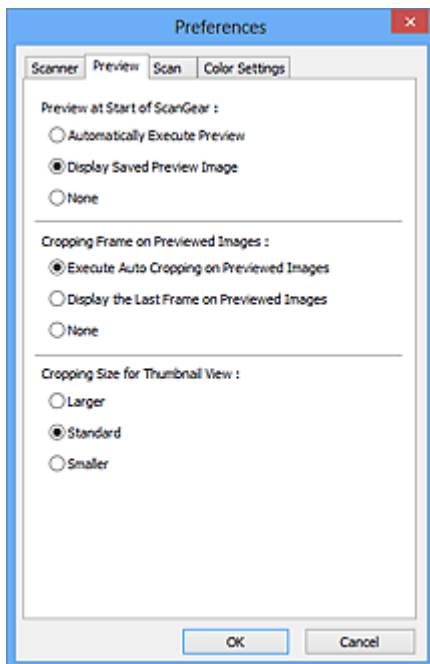 Preferences
Scanner Preview Scan Color Settings
Preview at Start of ScanGear :
Automatically Execute Preview
Display Saved Preview Image
None
Cropping Frame on Previewed Images :
Execute Auto Cropping on Previewed Images
Display the Last Frame on Previewed Images
None
Cropping Size for Thumbnail View :
Larger
Standard
Smaller
OK Cancel